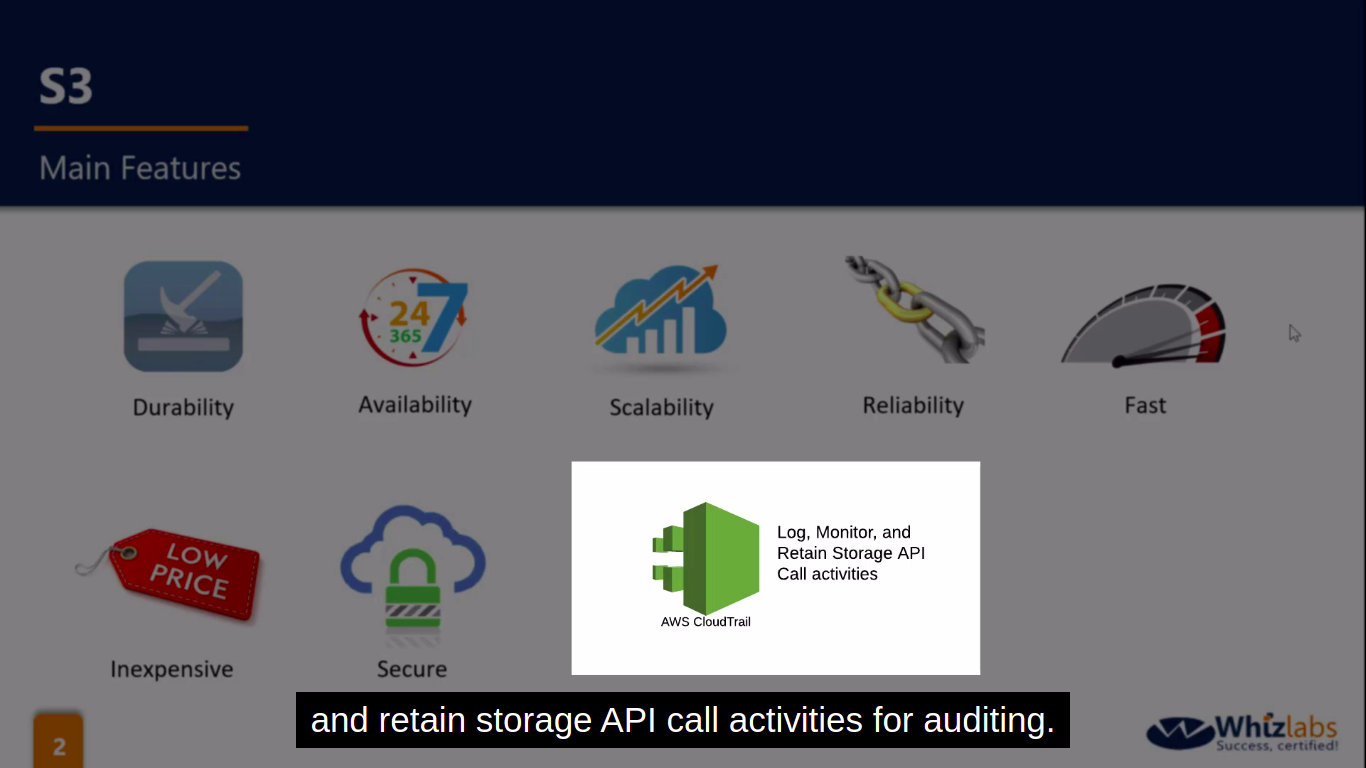 S3
Main Features
24
7
365
Durability
Availability
Scalability
Reliability
Fast
LOW
PRICE
Inexpensive
Secure
Log, Monitor, and
Retain Storage API
Call activities
AWS CloudTrail
and retain storage API call activities for auditing.
2
Whizlabs
Success, certified!